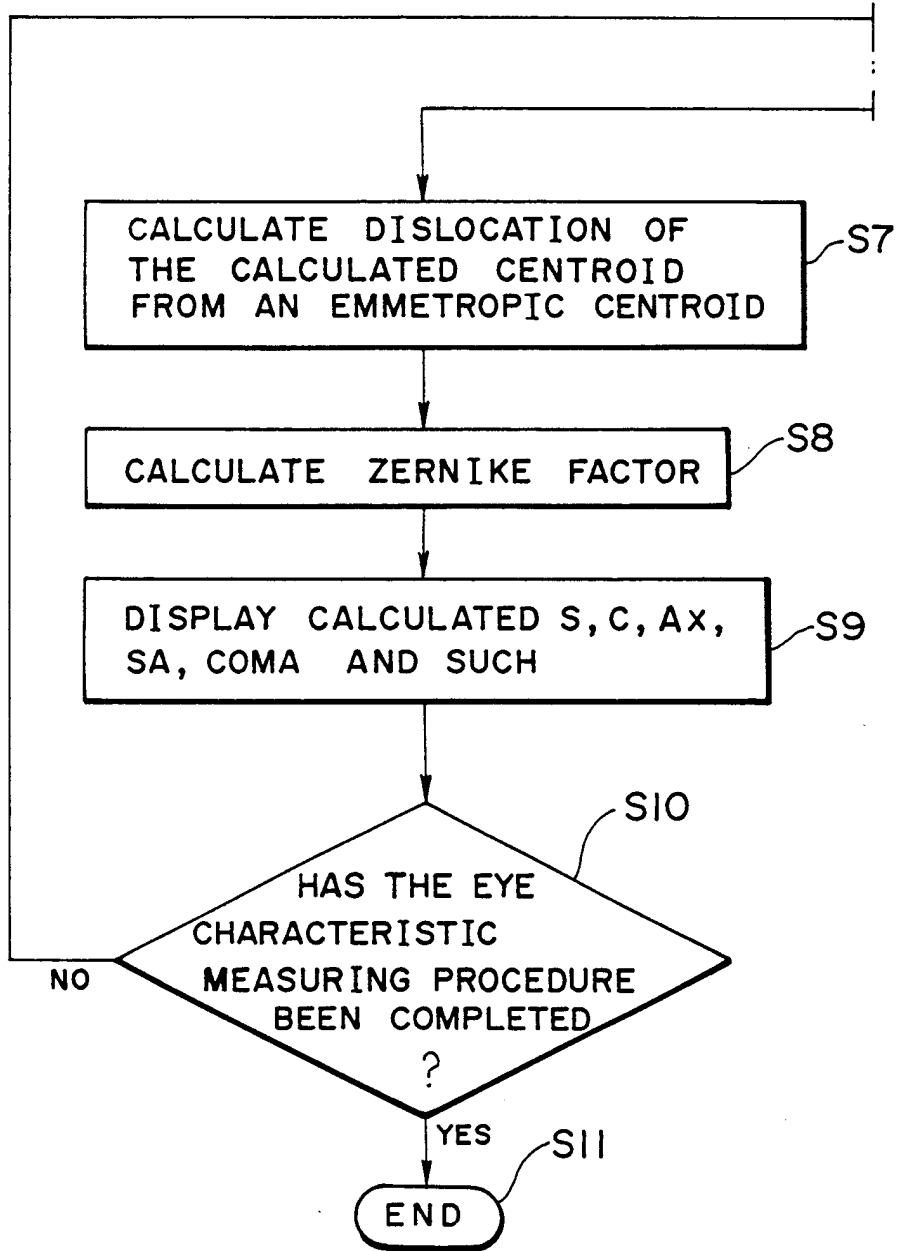 CALCULATE DISLOCATION OF
THE CALCULATED CENTROID
FROM AN EMMETROPIC CENTROID
S7
CALCULATE ZERNIKE FACTOR
S8
DISPLAY CALCULATED S, C, AX,
SA, COMA AND SUCH
S9
S10
HAS THE EYE
CHARACTERISTIC
MEASURING PROCEDURE
BEEN COMPLETED
?
NO
YES
S11
END